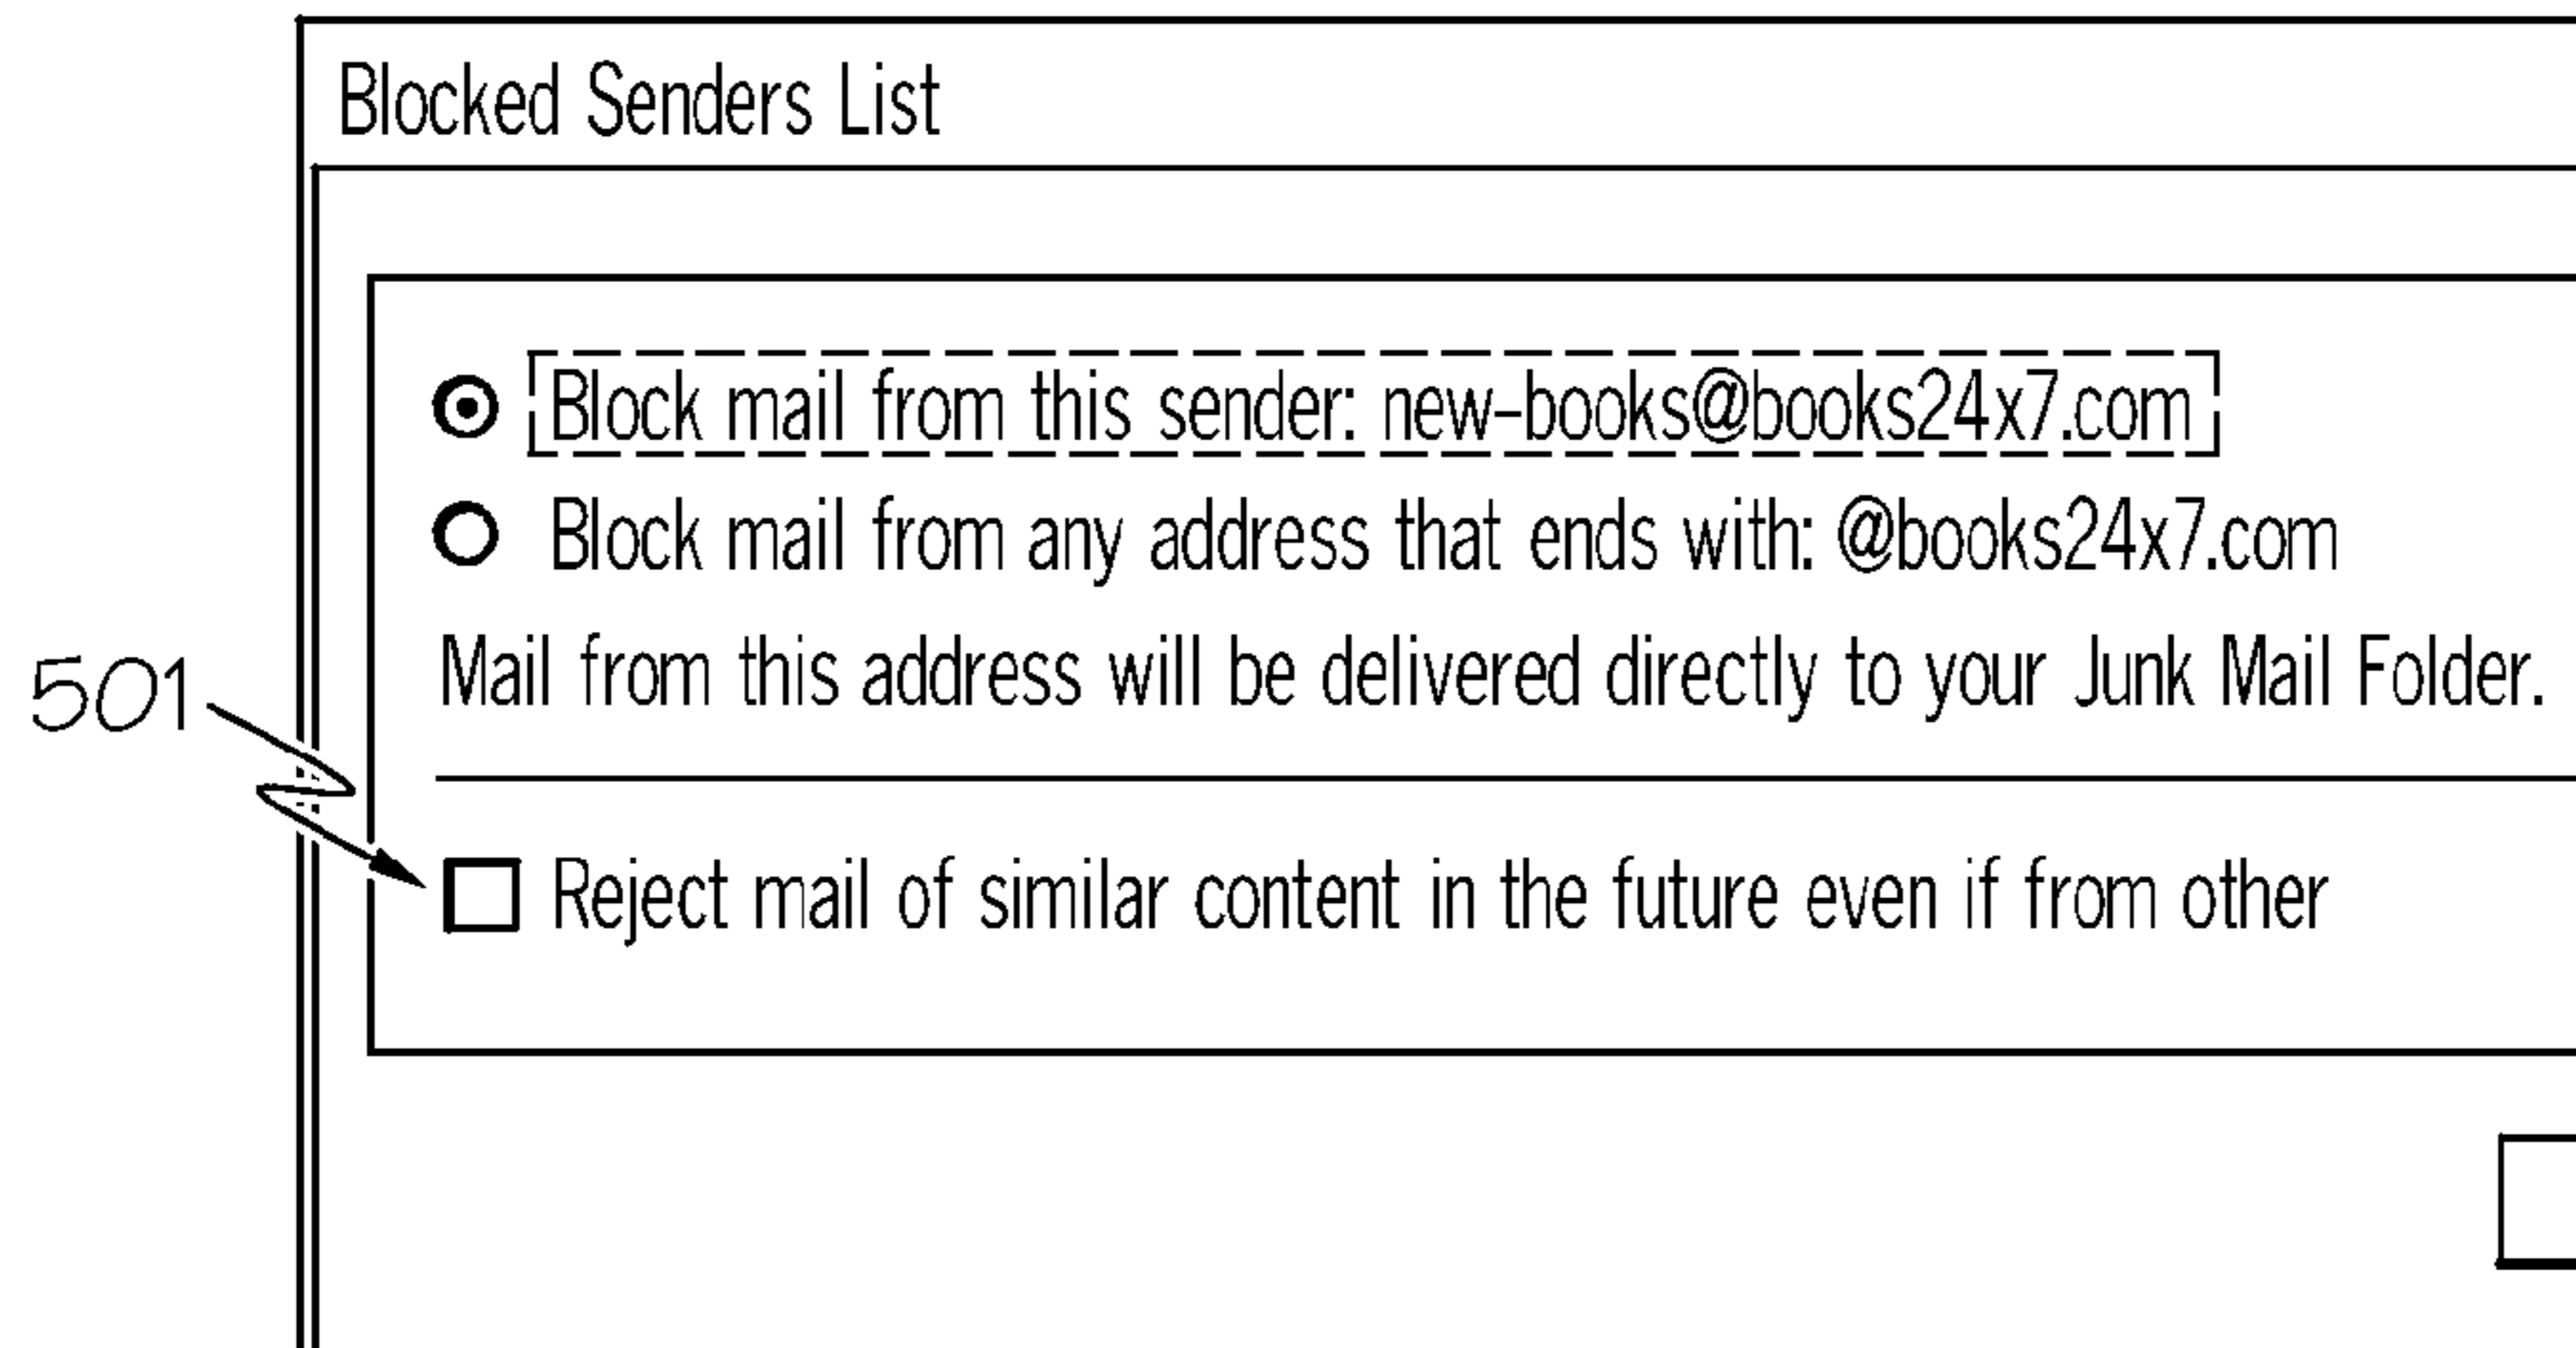 Blocked Senders List
Block mail from this sender: new-books@books24x7.com
Block mail from any address that ends with: @books24x7.com
Mail from this address will be delivered directly to your Junk Mail Folder.
501
Reject mail of similar content in the future even if from other